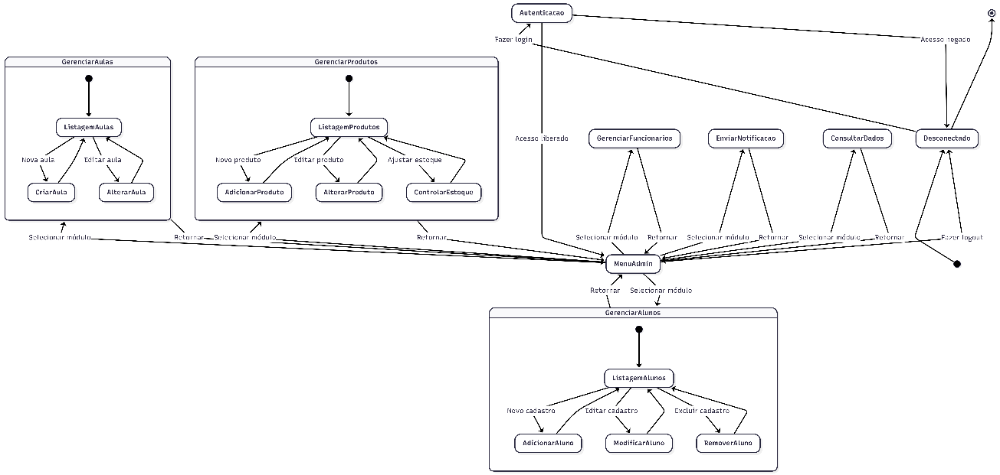 Autenticacao
Fazer login
Acesso negado
GerenciarAulas
GerenciarProdutos
ListagemAulas
ListagemProdutos
Acesso liberado
GerenciarFuncionarios
EnviarNotificacao
ConsultarDados
Desconectado
Nova aula
Editar aula
Novo produto
Editar produto
Ajustar estoque
CriarAula
AlterarAula
AdicionarProduto
AlterarProduto
ControlarEstoque
Selecionar módulo
Retornar
Selecionar módulo
Retornar
Selecionar módulo
Retornar
Selecionar módulo
Retornar
Selecionar módulo
Retornar
Fazer logout
MenuAdmin
Retornar
Selecionar módulo
GerenciarAlunos
ListagemAlunos
Novo cadastro
Editar cadastro
Excluir cadastro
AdicionarAluno
ModificarAluno
RemoverAluno